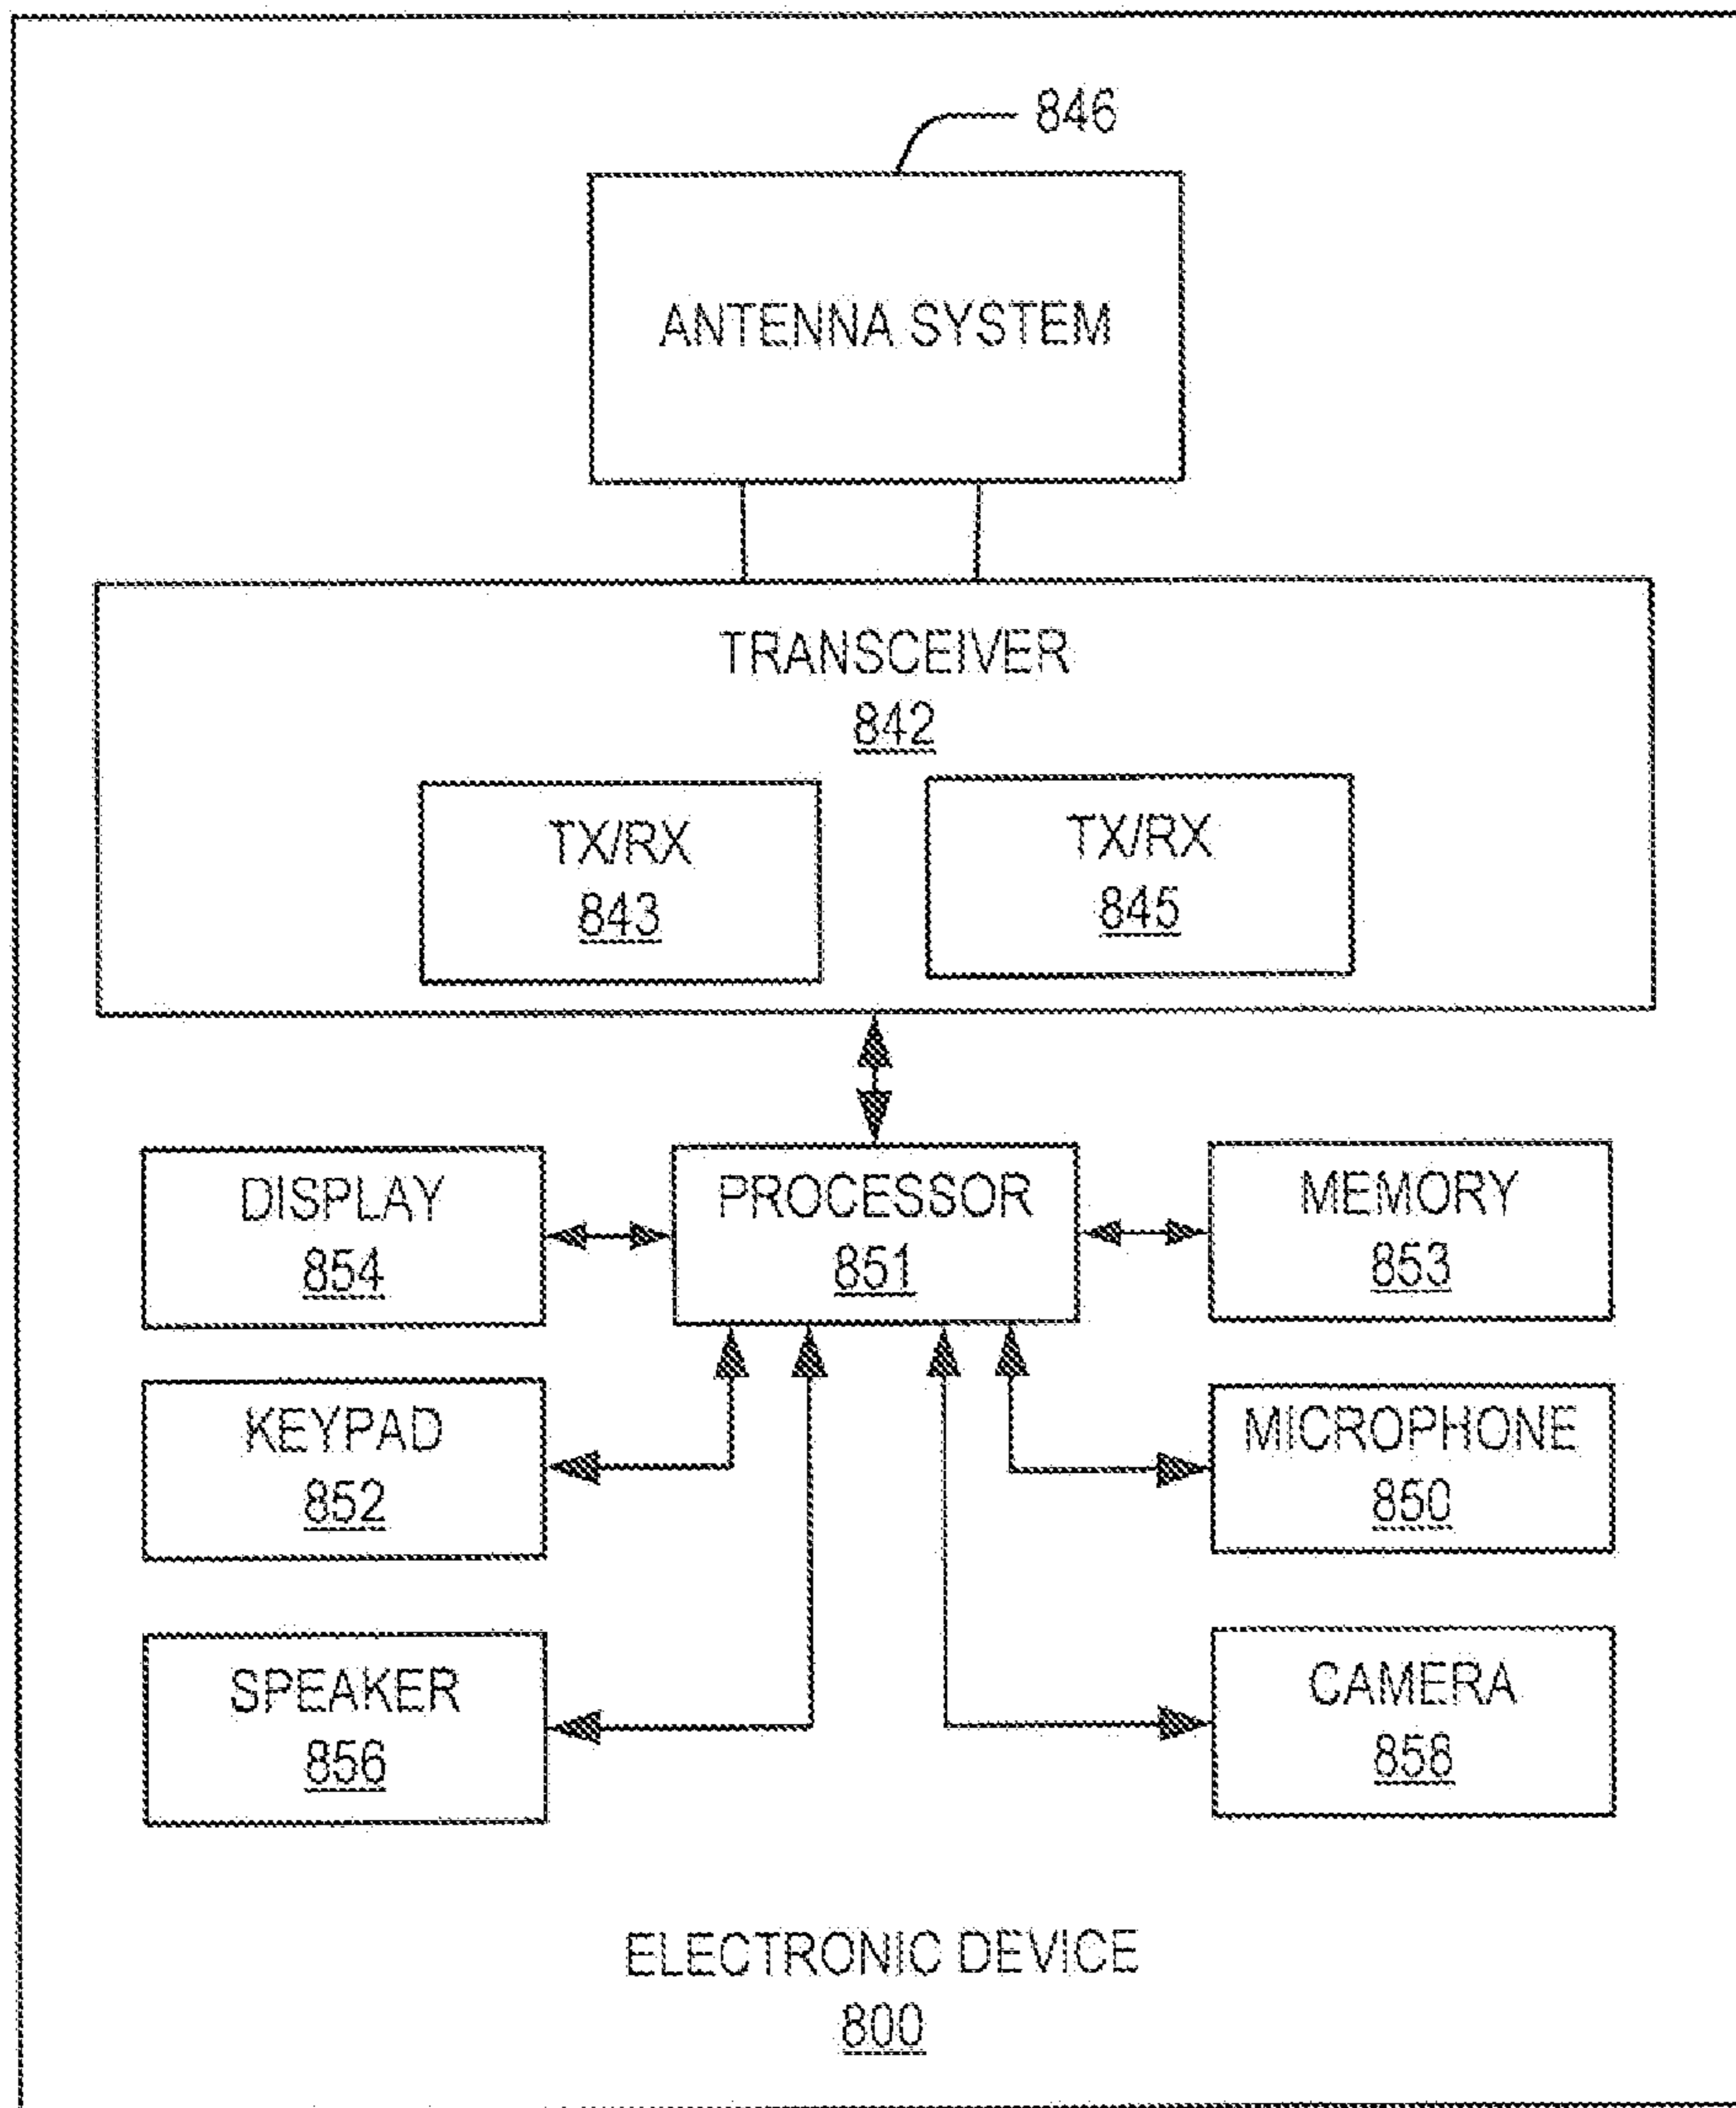 846
ANTENNA SYSTEM
TRANSCEIVER
842
TX/RX
843
TX/RX
845
DISPLAY
854
PROCESSOR
851
MEMORY
853
KEYPAD
852
MICROPHONE
850
SPEAKER
856
CAMERA
858
ELECTRONIC DEVICE
800